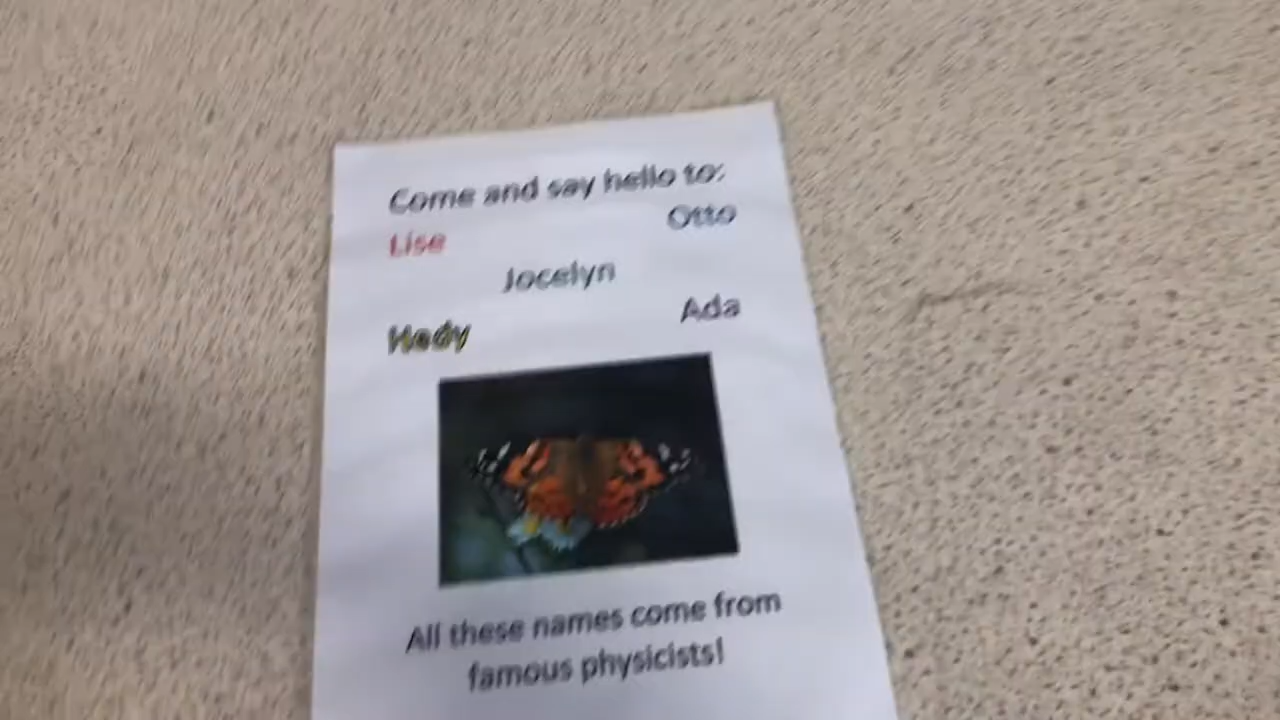 Come and say hello to:
Lise Otto
Jocelyn
Hedy Ada
All these names come from
famous physicists!